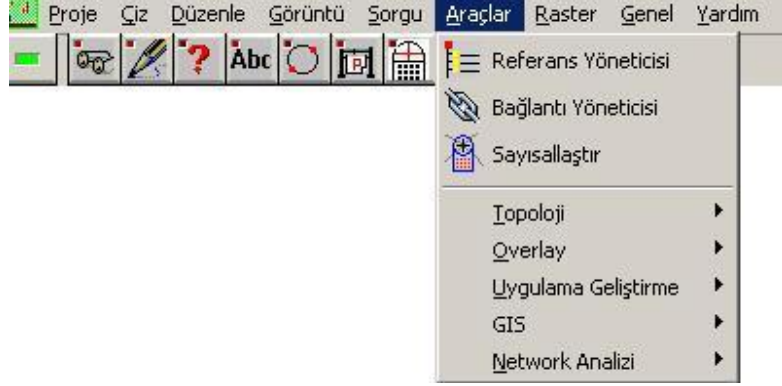 Proje Çiz Düzenle Görüntü Sorgu Araçlar Raster Genel Yardım
? Abc P
Referans Yöneticisi
Bağlantı Yöneticisi
Sayısallaştır
Topoloji
Overlay
Uygulama Geliştirme
GIS
Network Analizi